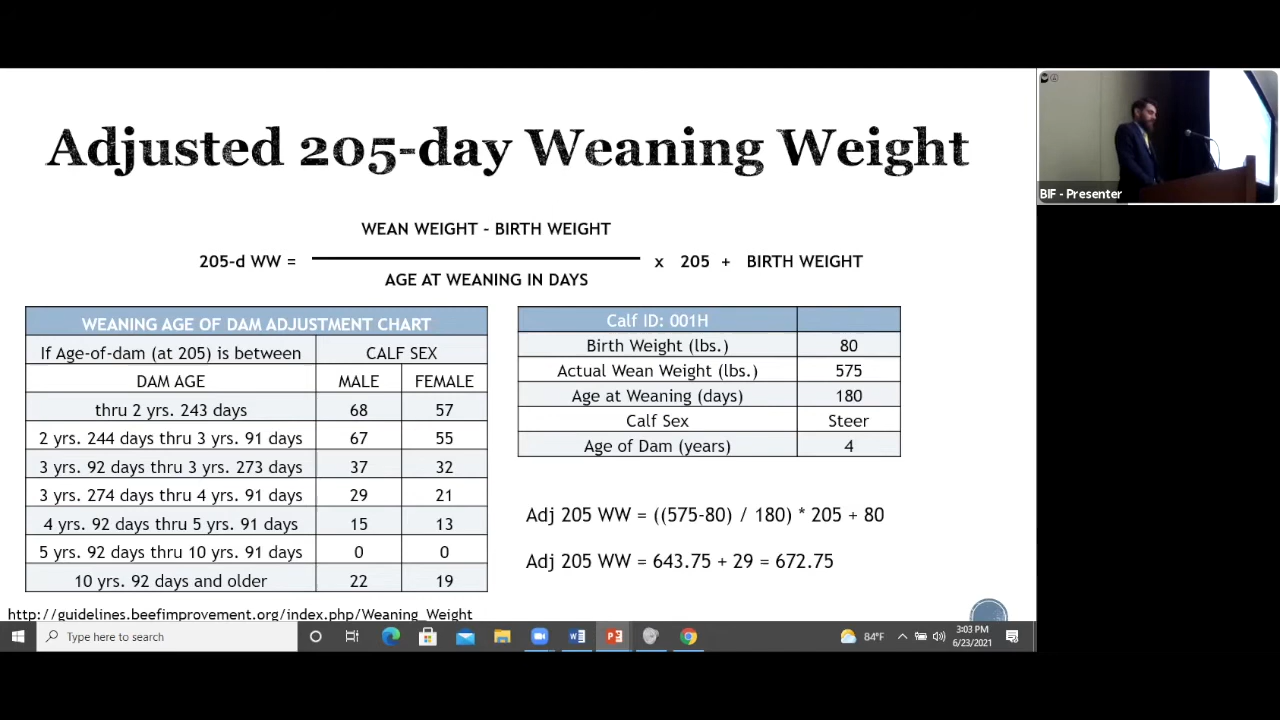 Adjusted 205-day Weaning Weight
BIF - Presenter
WEAN WEIGHT - BIRTH WEIGHT
205-d WW = x 205 + BIRTH WEIGHT
AGE AT WEANING IN DAYS
WEANING AGE OF DAM ADJUSTMENT CHART
If Age-of-dam (at 205) is between CALF SEX
DAM AGE MALE FEMALE
thru 2 yrs. 243 days 68 57
2 yrs. 244 days thru 3 yrs. 91 days 67 55
3 yrs. 92 days thru 3 yrs. 273 days 37 32
3 yrs. 274 days thru 4 yrs. 91 days 29 21
4 yrs. 92 days thru 5 yrs. 91 days 15 13
5 yrs. 92 days thru 10 yrs. 91 days 0 0
10 yrs. 92 days and older 22 19
Calf ID: 001H
Birth Weight (lbs.) 80
Actual Wean Weight (lbs.) 575
Age at Weaning (days) 180
Calf Sex Steer
Age of Dam (years) 4
Adj 205 WW = ((575-80) / 180) * 205 + 80
Adj 205 WW = 643.75 + 29 = 672.75
http://guidelines.beefimprovement.org/index.php/Weaning_Weight
Type here to search
84°F
3:03 PM
6/23/2021